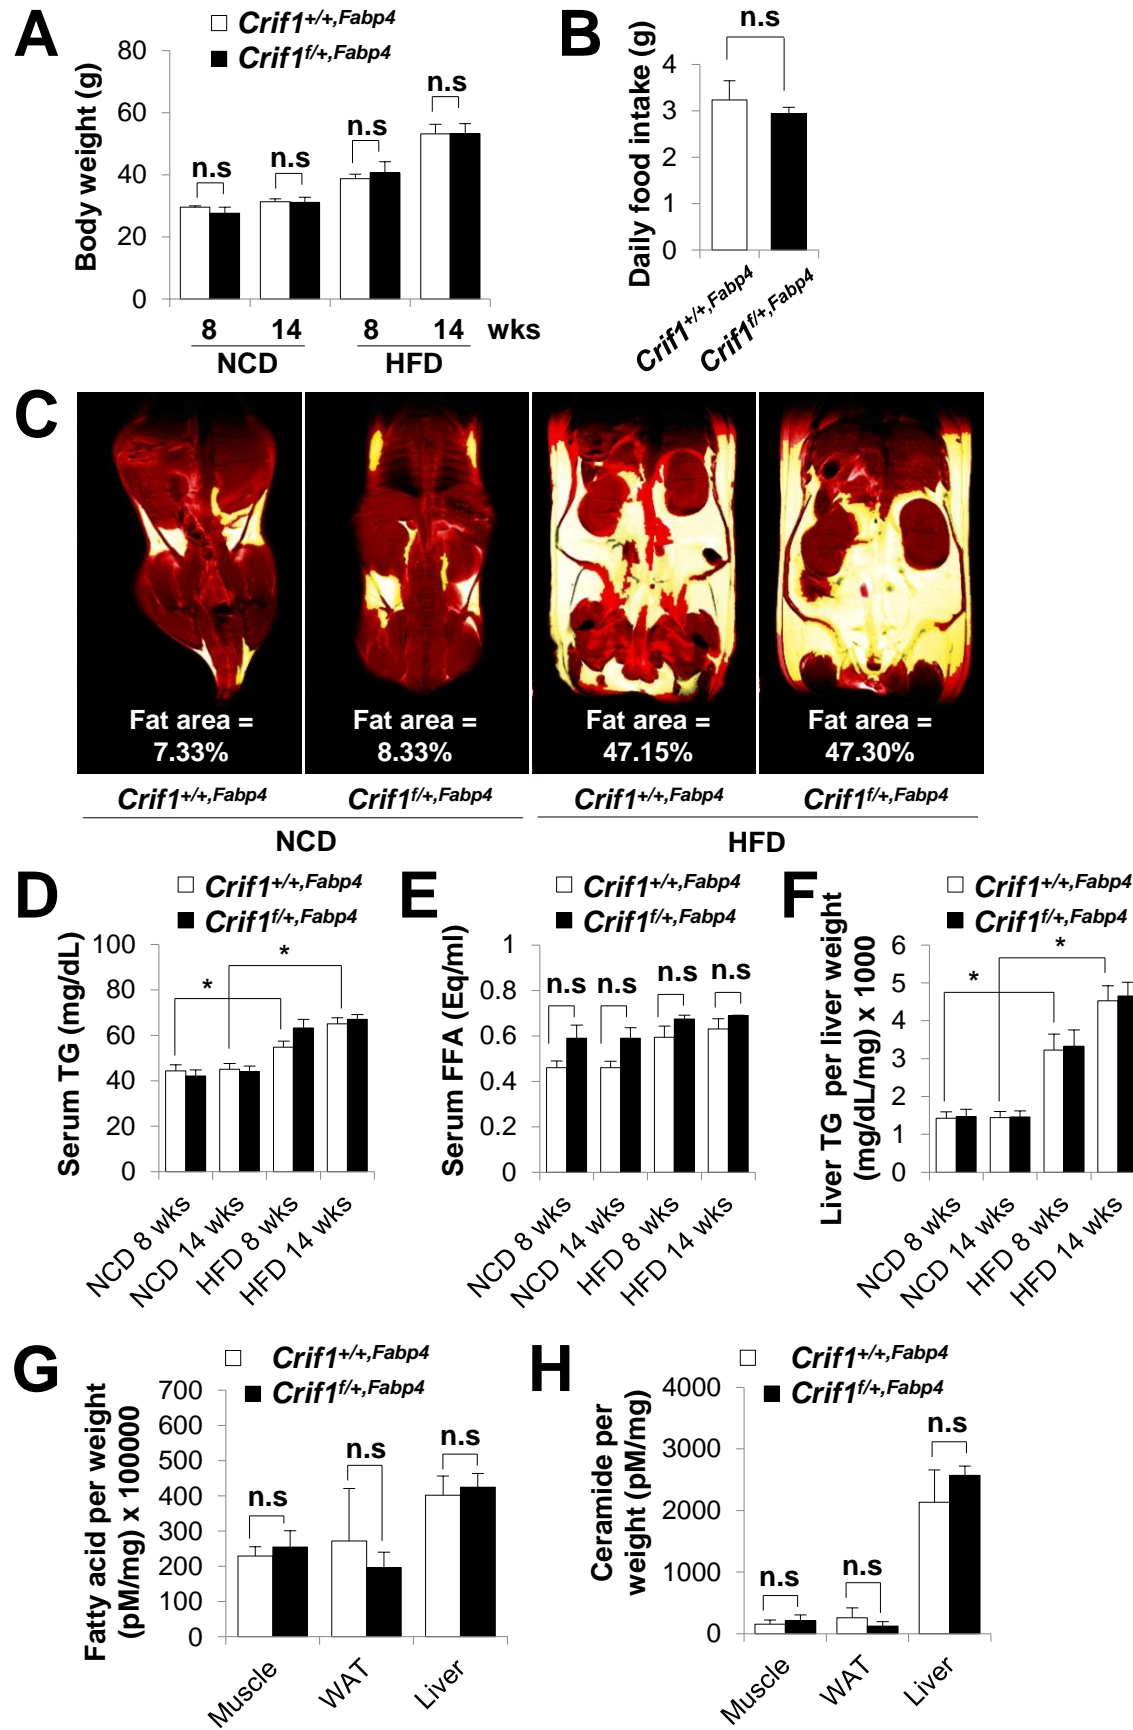 A
Crif1+/+,Fabp4
Crif1f/+,Fabp4
Body weight (g)
80
60
40
20
0
n.s
n.s
n.s
n.s
8 14 8 14 wks
NCD HFD
B
n.s
Daily food intake (g)
4
3
2
1
0
Crif1+/+,Fabp4
Crif1f/+,Fabp4
C
Fat area =
7.33%
Fat area =
8.33%
Fat area =
47.15%
Fat area =
47.30%
Crif1+/+,Fabp4 Crif1f/+,Fabp4 Crif1+/+,Fabp4 Crif1f/+,Fabp4
NCD HFD
D
Crif1+/+,Fabp4
Crif1f/+,Fabp4
Serum TG (mg/dL)
100
80
60
40
20
0
*
*
NCD 8 wks
NCD 14 wks
HFD 8 wks
HFD 14 wks
E
Crif1+/+,Fabp4
Crif1f/+,Fabp4
Serum FFA (Eq/ml)
1
0.8
0.6
0.4
0.2
0
n.s
n.s
n.s
n.s
NCD 8 wks
NCD 14 wks
HFD 8 wks
HFD 14 wks
F
Crif1+/+,Fabp4
Crif1f/+,Fabp4
Liver TG per liver weight
(mg/dL/mg) x 1000
6
5
4
3
2
1
0
*
*
NCD 8 wks
NCD 14 wks
HFD 8 wks
HFD 14 wks
G
Crif1+/+,Fabp4
Crif1f/+,Fabp4
Fatty acid per weight
(pM/mg) x 100000
700
600
500
400
300
200
100
0
n.s
n.s
n.s
Muscle
WAT
Liver
H
Crif1+/+,Fabp4
Crif1f/+,Fabp4
Ceramide per
weight (pM/mg)
4000
3000
2000
1000
0
n.s
n.s
n.s
Muscle
WAT
Liver